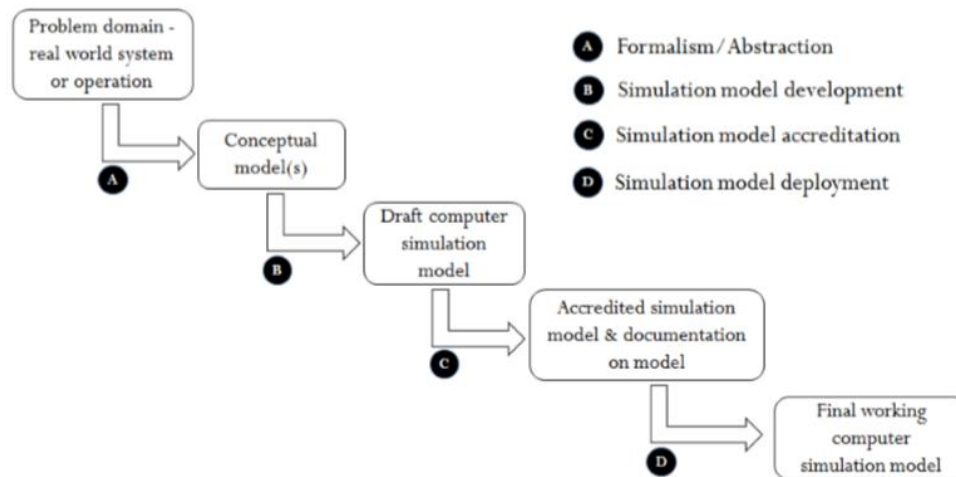 Problem domain -
real world system
or operation
A Formalism/Abstraction
B Simulation model development
C Simulation model accreditation
D Simulation model deployment
Conceptual
model(s)
A
Draft computer
simulation
model
B
Accredited simulation
model & documentation
on model
C
Final working
computer
simulation model
D